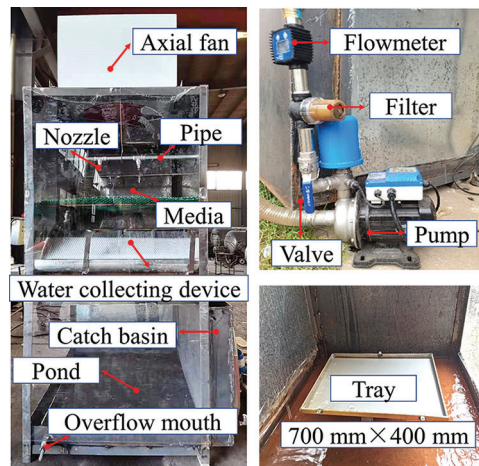 Axial fan
Nozzle
Pipe
Media
Water collecting device
Catch basin
Pond
Overflow mouth
Flowmeter
Filter
Valve
Pump
Tray
700 mm×400 mm